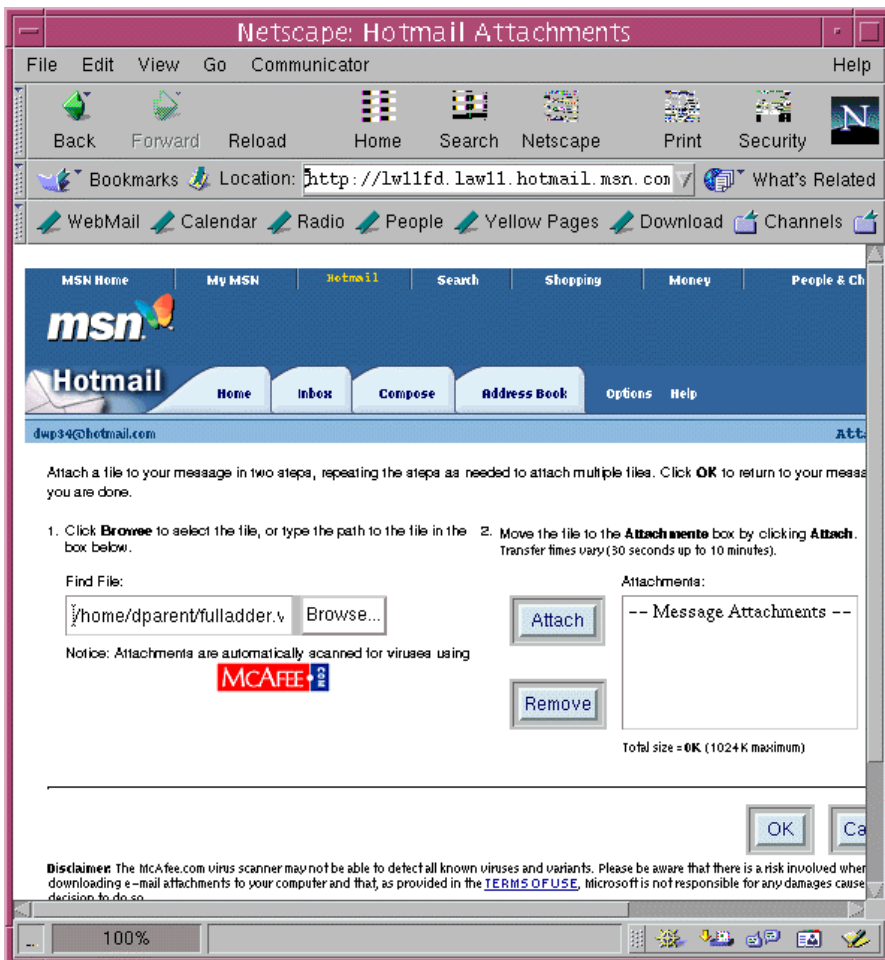 Netscape: Hotmail Attachments
File Edit View Go Communicator Help
Back Forward Reload Home Search Netscape Print Security
N
Bookmarks Location: http://lw11fd.law11.hotmail.msn.com What's Related
WebMail Calendar Radio People Yellow Pages Download Channels
MSN Home My MSN Hotmail Search Shopping Money People & Ch
msn
Hotmail Home Inbox Compose Address Book Options Help
dwp34@hotmail.com Att
Attach a file to your message in two steps, repeating the steps as needed to attach multiple files. Click OK to return to your messa
you are done.
1. Click Browse to select the file, or type the path to the file in the
box below.
Find File:
/home/dparent/fulladder.v Browse...
Notice: Attachments are automatically scanned for viruses using
McAFEE.COM
2. Move the file to the Attachments box by clicking Attach.
Transfer times vary (30 seconds up to 10 minutes).
Attachments:
Attach
-- Message Attachments --
Remove
Total size = 0K (1024K maximum)
OK Ca
Disclaimer: The McAfee.com virus scanner may not be able to detect all known viruses and variants. Please be aware that there is a risk involved when
downloading e-mail attachments to your computer and that, as provided in the TERMS OF USE, Microsoft is not responsible for any damages cause
decision to do so
100%